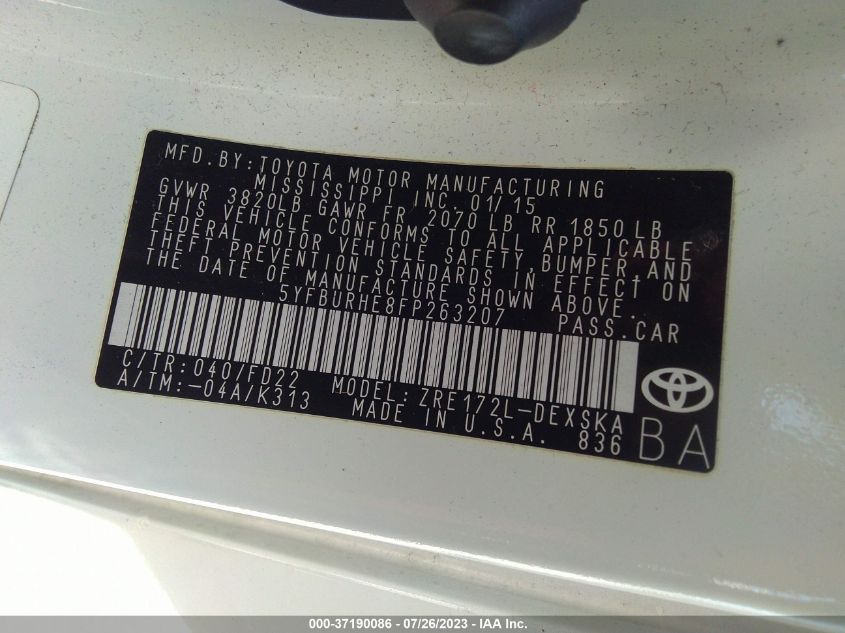 MFD.BY:TOYOTA MOTOR MANUFACTURING
MISSISSIPPI INC. 01/15
GVWR 3820LB GAWR FR 2070 LB RR 1850 LB
THIS VEHICLE CONFORMS TO ALL APPLICABLE
FEDERAL MOTOR VEHICLE SAFETY, BUMPER, AND
THEFT PREVENTION STANDARDS IN EFFECT ON
THE DATE OF MANUFACTURE SHOWN ABOVE.
5YFBURHE8FP263207 PASS.CAR
C/TR:040/FD22 MODEL:ZRE172L-DEXSKA
A/TM:-04A/K313 MADE IN U.S.A. 836
BA
000-37190086 - 07/26/2023 - IAA Inc.